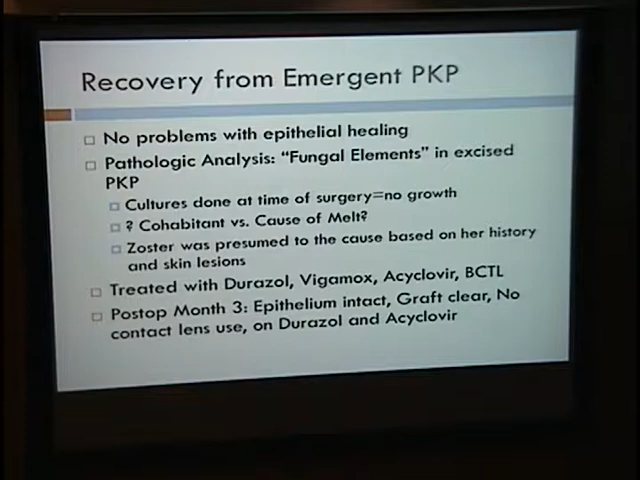 Recovery from Emergent PKP
No problems with epithelial healing
Pathologic Analysis: “Fungal Elements” in excised
PKP
Cultures done at time of surgery=no growth
? Cohabitant vs. Cause of Melt?
Zoster was presumed to the cause based on her history
and skin lesions
Treated with Durazol, Vigamox, Acyclovir, BCTL
Postop Month 3: Epithelium intact, Graft clear, No
contact lens use, on Durazol and Acyclovir